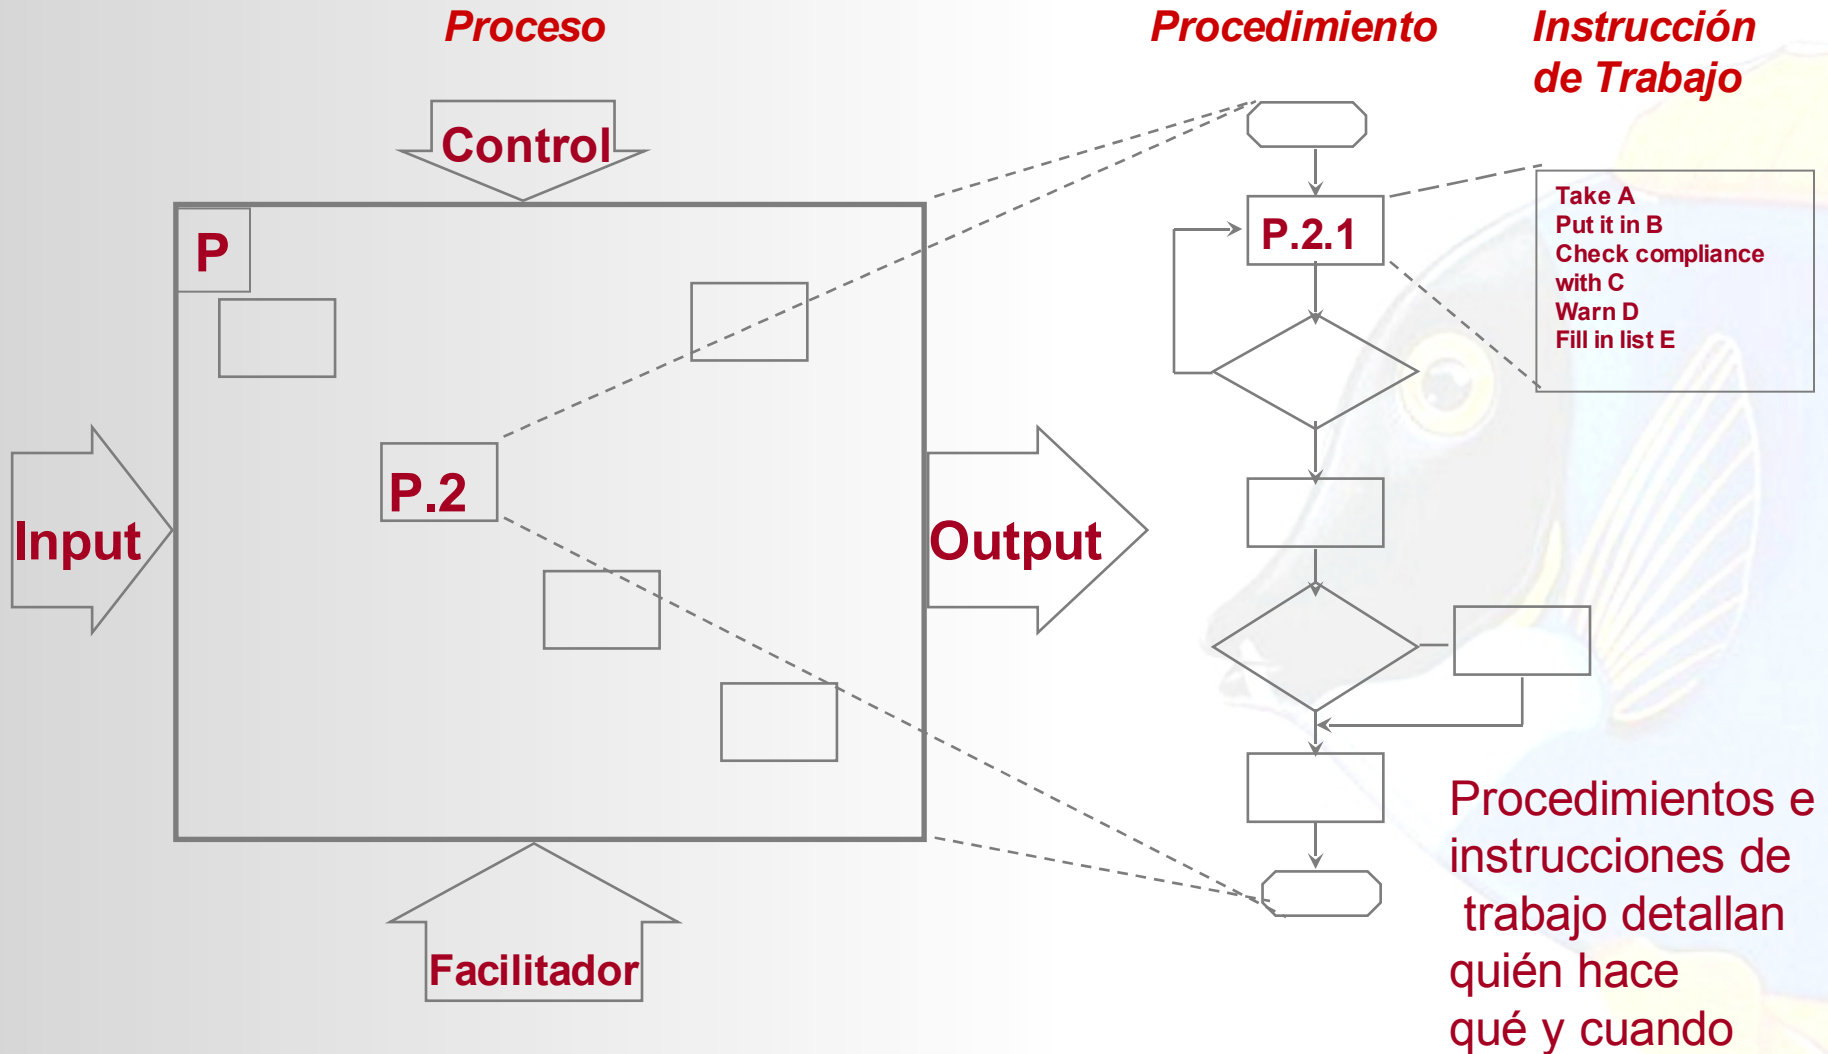 Proceso
Procedimiento
Instrucción
de Trabajo
Control
P
P.2
Input
Output
Facilitador
P.2.1
Take A
Put it in B
Check compliance
with C
Warn D
Fill in list E
Procedimientos e
instrucciones de
trabajo detallan
quién hace
qué y cuando